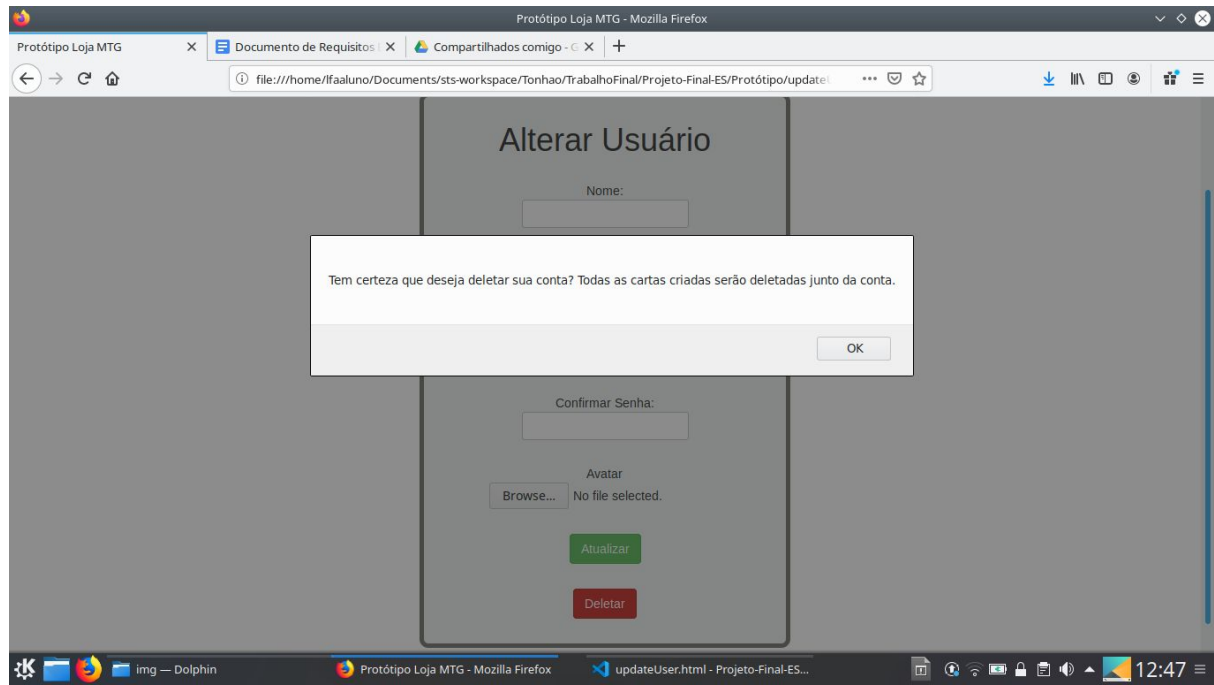 Protótipo Loja MTG - Mozilla Firefox
Protótipo Loja MTG
Documento de Requisitos
Compartilhados comigo - G
file:///home/lfaaluno/Documents/sts-workspace/Tonhao/TrabalhoFinal/Projeto-Final-ES/Protótipo/update
Alterar Usuário
Nome:
Tem certeza que deseja deletar sua conta? Todas as cartas criadas serão deletadas junto da conta.
OK
Confirmar Senha:
Avatar
Browse... No file selected.
Atualizar
Deletar
img — Dolphin
Protótipo Loja MTG - Mozilla Firefox
updateUser.html - Projeto-Final-ES...
12:47